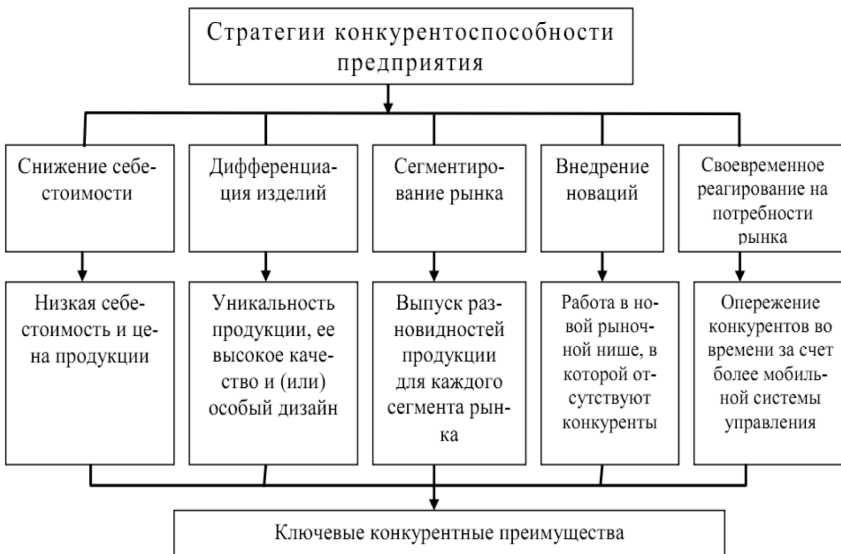 Стратегии конкурентоспособности
предприятия
Снижение себе-
стоимости
Дифференциа-
ция изделий
Сегментиро-
вание рынка
Внедрение
новаций
Своевременное
реагирование на
потребности
рынка
Низкая себе-
стоимость и це-
на продукции
Уникальность
продукции, ее
высокое каче-
ство и (или)
особый дизайн
Выпуск раз-
новидностей
продукции
для каждого
сегмента рын-
ка
Работа в но-
вой рыноч-
ной нише, в
которой от-
сутствуют
конкуренты
Опережение
конкурентов во
времени за счет
более мобиль-
ной системы
управления
Ключевые конкурентные преимущества